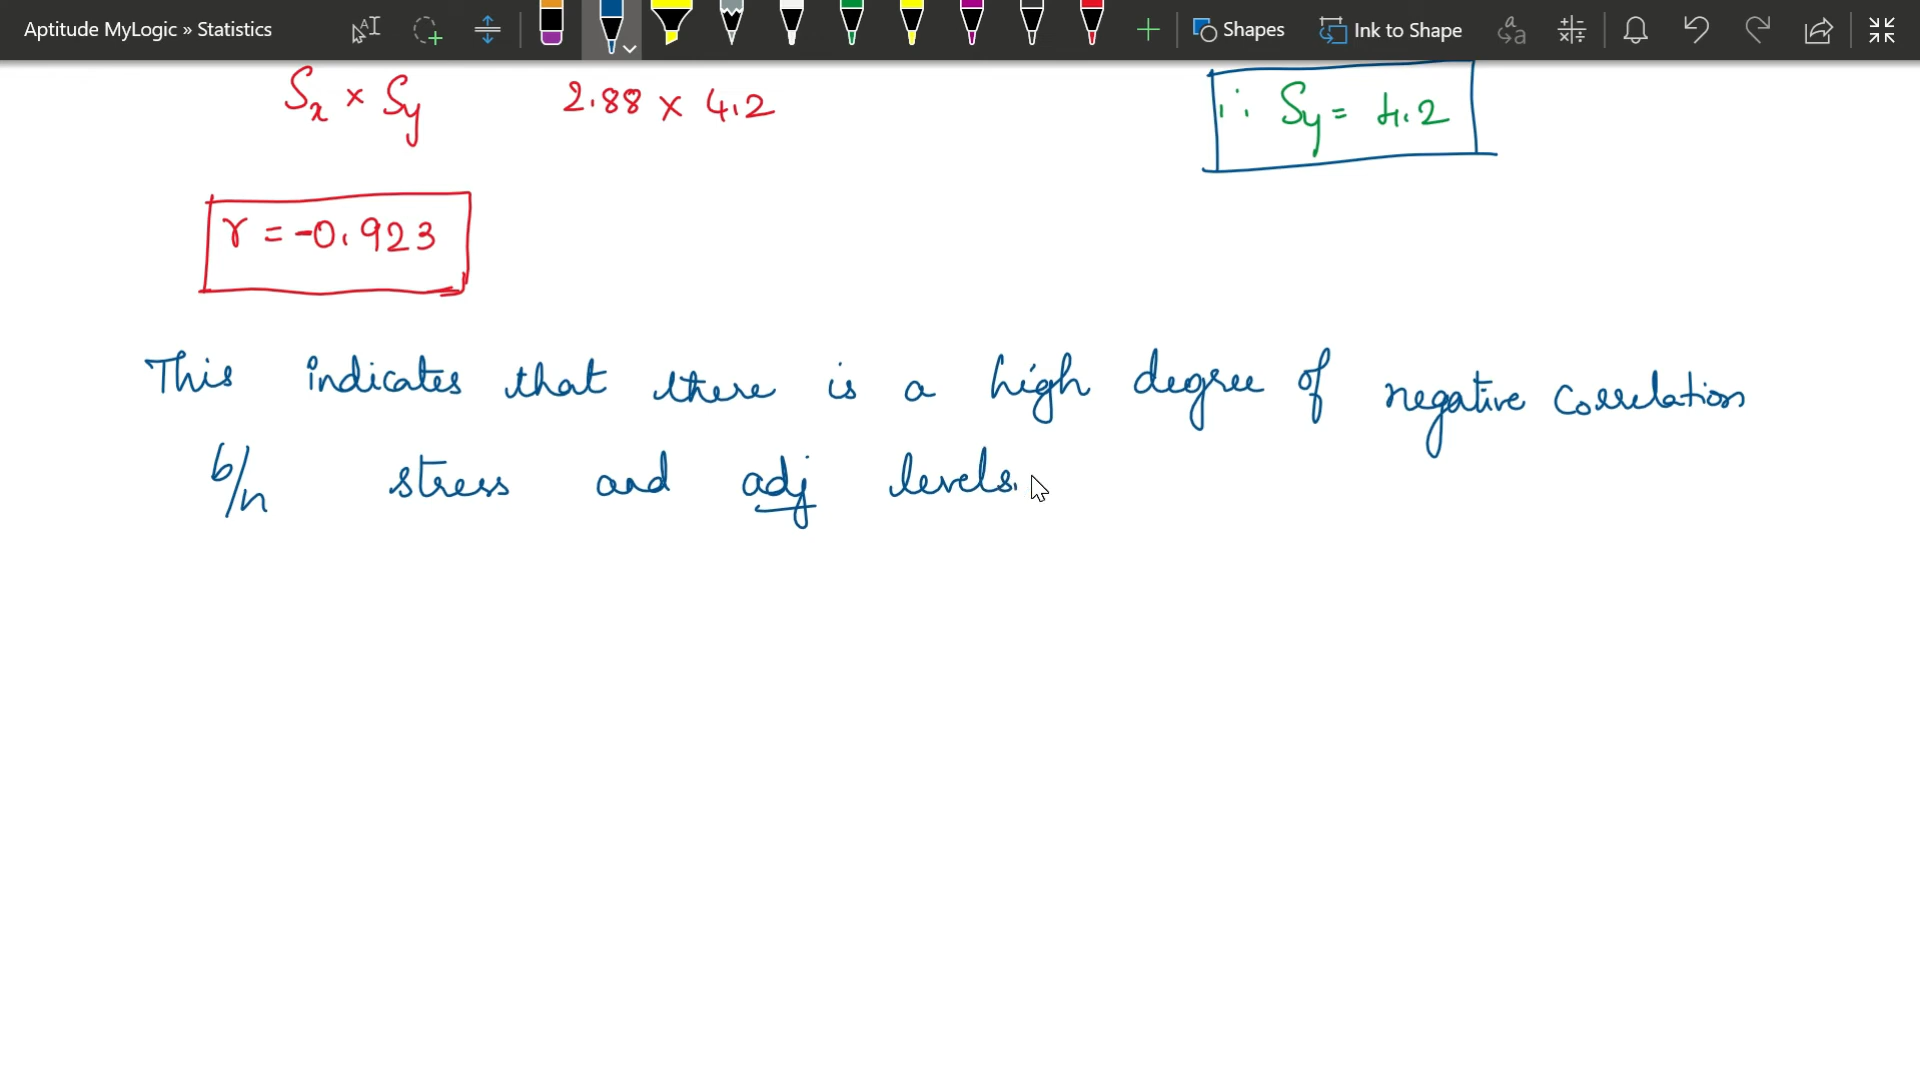 Aptitude MyLogic » Statistics Shapes Ink to Shape
Sx × Sy 2.88 × 4.2 ∴ Sy = 4.2
r = -0.923
This indicates that there is a high degree of negative correlation
b/n stress and adj levels.